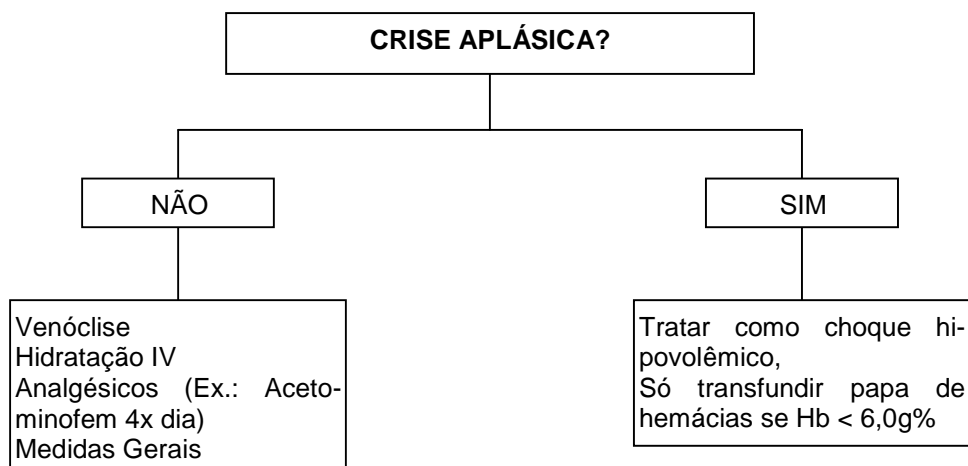 CRISE APLÁSICA?
NÃO
SIM
Venóclise
Hidratação IV
Analgésicos (Ex.: Aceto-
minofem 4x dia)
Medidas Gerais
Tratar como choque hi-
povolêmico,
Só transfundir papa de
hemácias se Hb < 6,0g%